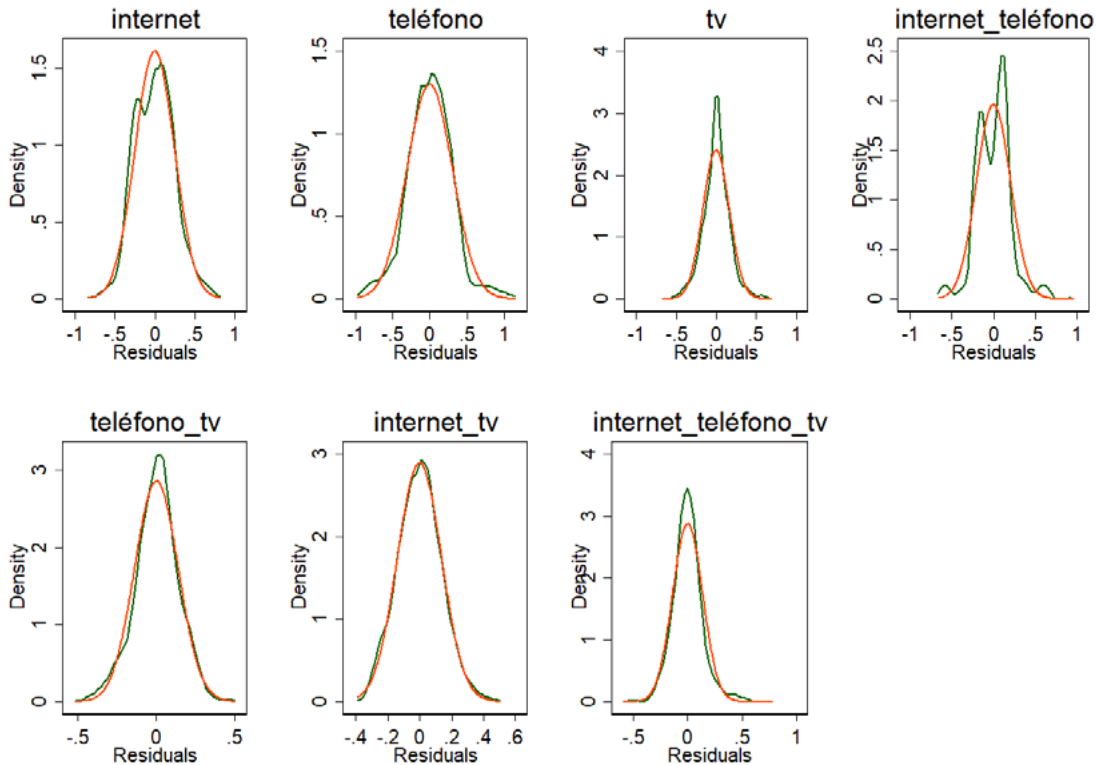 internet
Density
0 .5 1 1.5
-1 -.5 0 .5 1
Residuals
teléfono
Density
0 .5 1 1.5
-1 -.5 0 .5 1
Residuals
tv
Density
0 1 2 3 4
-1 -.5 0 .5 1
Residuals
internet_teléfono
Density
0 .5 1 1.5 2 2.5
-1 -.5 0 .5 1
Residuals
teléfono_tv
Density
0 1 2 3
-.5 0 .5
Residuals
internet_tv
Density
0 1 2 3
-.4 -.2 0 .2 .4 .6
Residuals
internet_teléfono_tv
Density
0 1 2 3 4
-.5 0 .5 1
Residuals